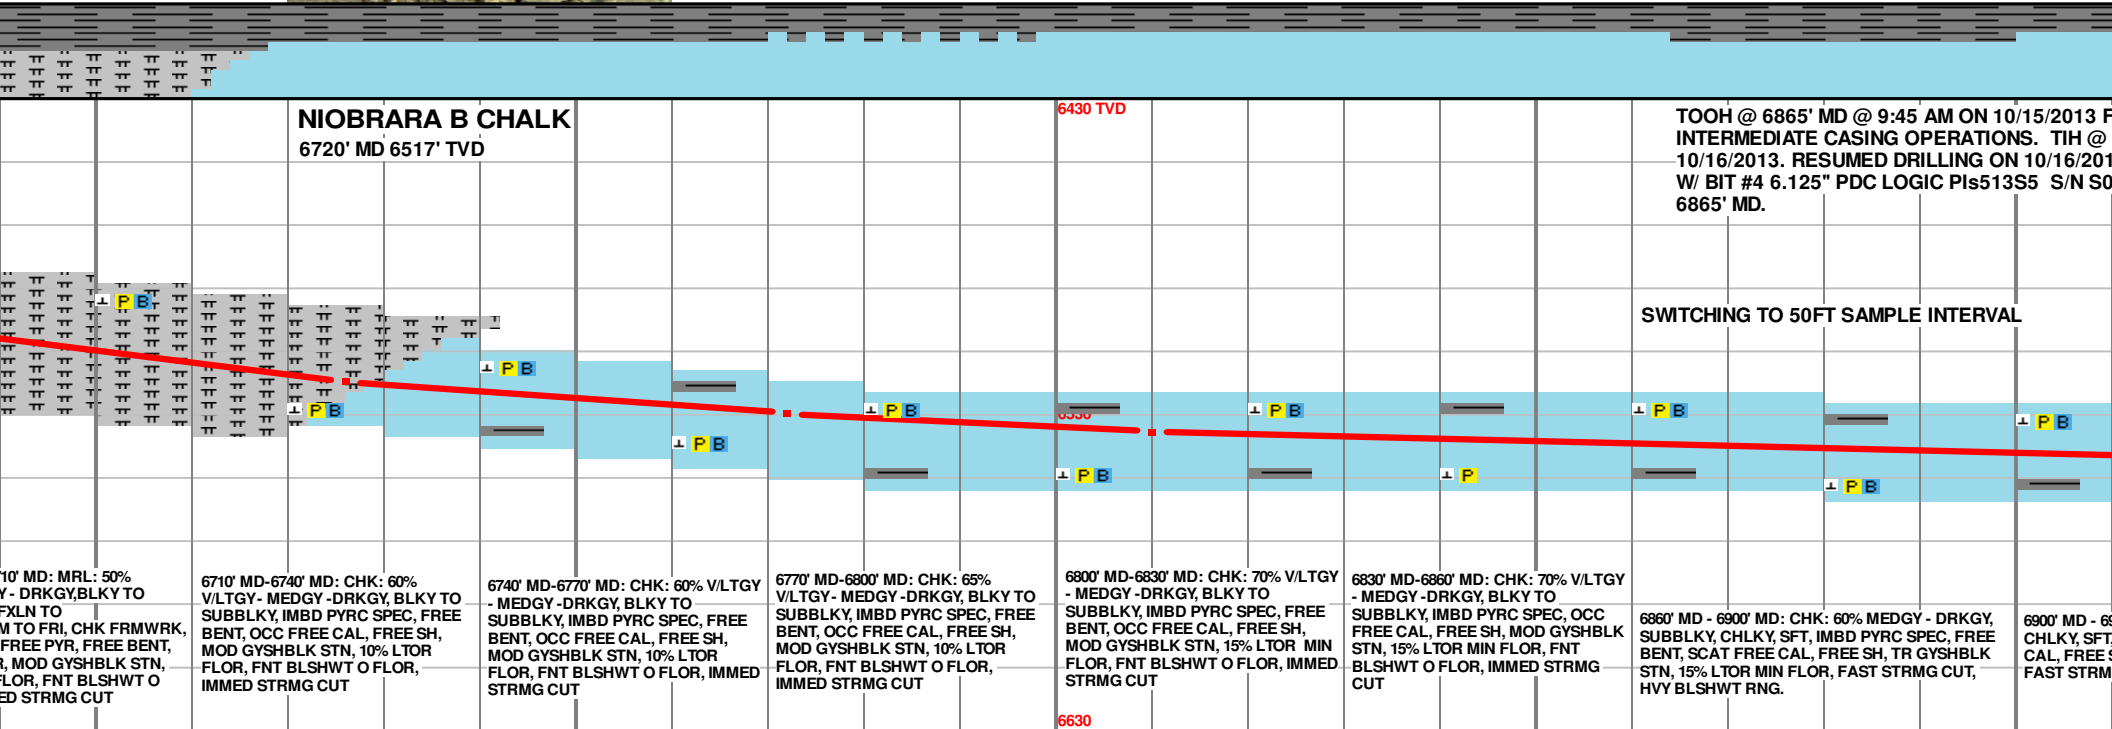 NIOBRARA B CHALK
6720' MD 6517' TVD
6430 TVD
TOOH @ 6865' MD @ 9:45 AM ON 10/15/2013 F
INTERMEDIATE CASING OPERATIONS. TIH @
10/16/2013. RESUMED DRILLING ON 10/16/201
W/ BIT #4 6.125" PDC LOGIC PIs513S5 S/N S0
6865' MD.
P B
SWITCHING TO 50FT SAMPLE INTERVAL
P B
P B
P B
P B
6530
P B
P B
P B
P B
P B
P
P B
10' MD: MRL: 50%
Y - DRKGY,BLKY TO
FXLN TO
M TO FRI, CHK FRMWRK,
FREE PYR, FREE BENT,
R, MOD GYSHBLK STN,
FLOR, FNT BLSHWT O
ED STRMG CUT
6710' MD-6740' MD: CHK: 60%
V/LTGY - MEDGY -DRKGY, BLKY TO
SUBBLKY, IMBD PYRC SPEC, FREE
BENT, OCC FREE CAL, FREE SH,
MOD GYSHBLK STN, 10% LTOR
FLOR, FNT BLSHWT O FLOR,
IMMED STRMG CUT
6740' MD-6770' MD: CHK: 60% V/LTGY
- MEDGY -DRKGY, BLKY TO
SUBBLKY, IMBD PYRC SPEC, FREE
BENT, OCC FREE CAL, FREE SH,
MOD GYSHBLK STN, 10% LTOR
FLOR, FNT BLSHWT O FLOR, IMMED
STRMG CUT
6770' MD-6800' MD: CHK: 65%
V/LTGY - MEDGY -DRKGY, BLKY TO
SUBBLKY, IMBD PYRC SPEC, FREE
BENT, OCC FREE CAL, FREE SH,
MOD GYSHBLK STN, 10% LTOR
FLOR, FNT BLSHWT O FLOR,
IMMED STRMG CUT
6800' MD-6830' MD: CHK: 70% V/LTGY
- MEDGY -DRKGY, BLKY TO
SUBBLKY, IMBD PYRC SPEC, FREE
BENT, OCC FREE CAL, FREE SH,
MOD GYSHBLK STN, 15% LTOR MIN
FLOR, FNT BLSHWT O FLOR, IMMED
STRMG CUT
6830' MD-6860' MD: CHK: 70% V/LTGY
- MEDGY -DRKGY, BLKY TO
SUBBLKY, IMBD PYRC SPEC, OCC
FREE CAL, FREE SH, MOD GYSHBLK
STN, 15% LTOR MIN FLOR, FNT
BLSHWT O FLOR, IMMED STRMG
CUT
6860' MD - 6900' MD: CHK: 60% MEDGY - DRKGY,
SUBBLKY, CHLKY, SFT, IMBD PYRC SPEC, FREE
BENT, SCAT FREE CAL, FREE SH, TR GYSHBLK
STN, 15% LTOR MIN FLOR, FAST STRMG CUT,
HVY BLSHWT RNG.
6900' MD - 69
CHLKY, SFT,
CAL, FREE S
FAST STRM
6630